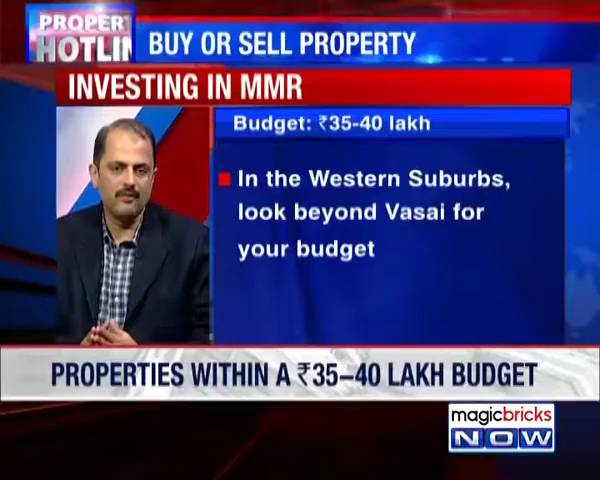 PROPERT
HOTLIN
BUY OR SELL PROPERTY
INVESTING IN MMR
Budget: ₹35-40 lakh
In the Western Suburbs,
look beyond Vasai for
your budget
PROPERTIES WITHIN A ₹35–40 LAKH BUDGET
magicbricks
NOW